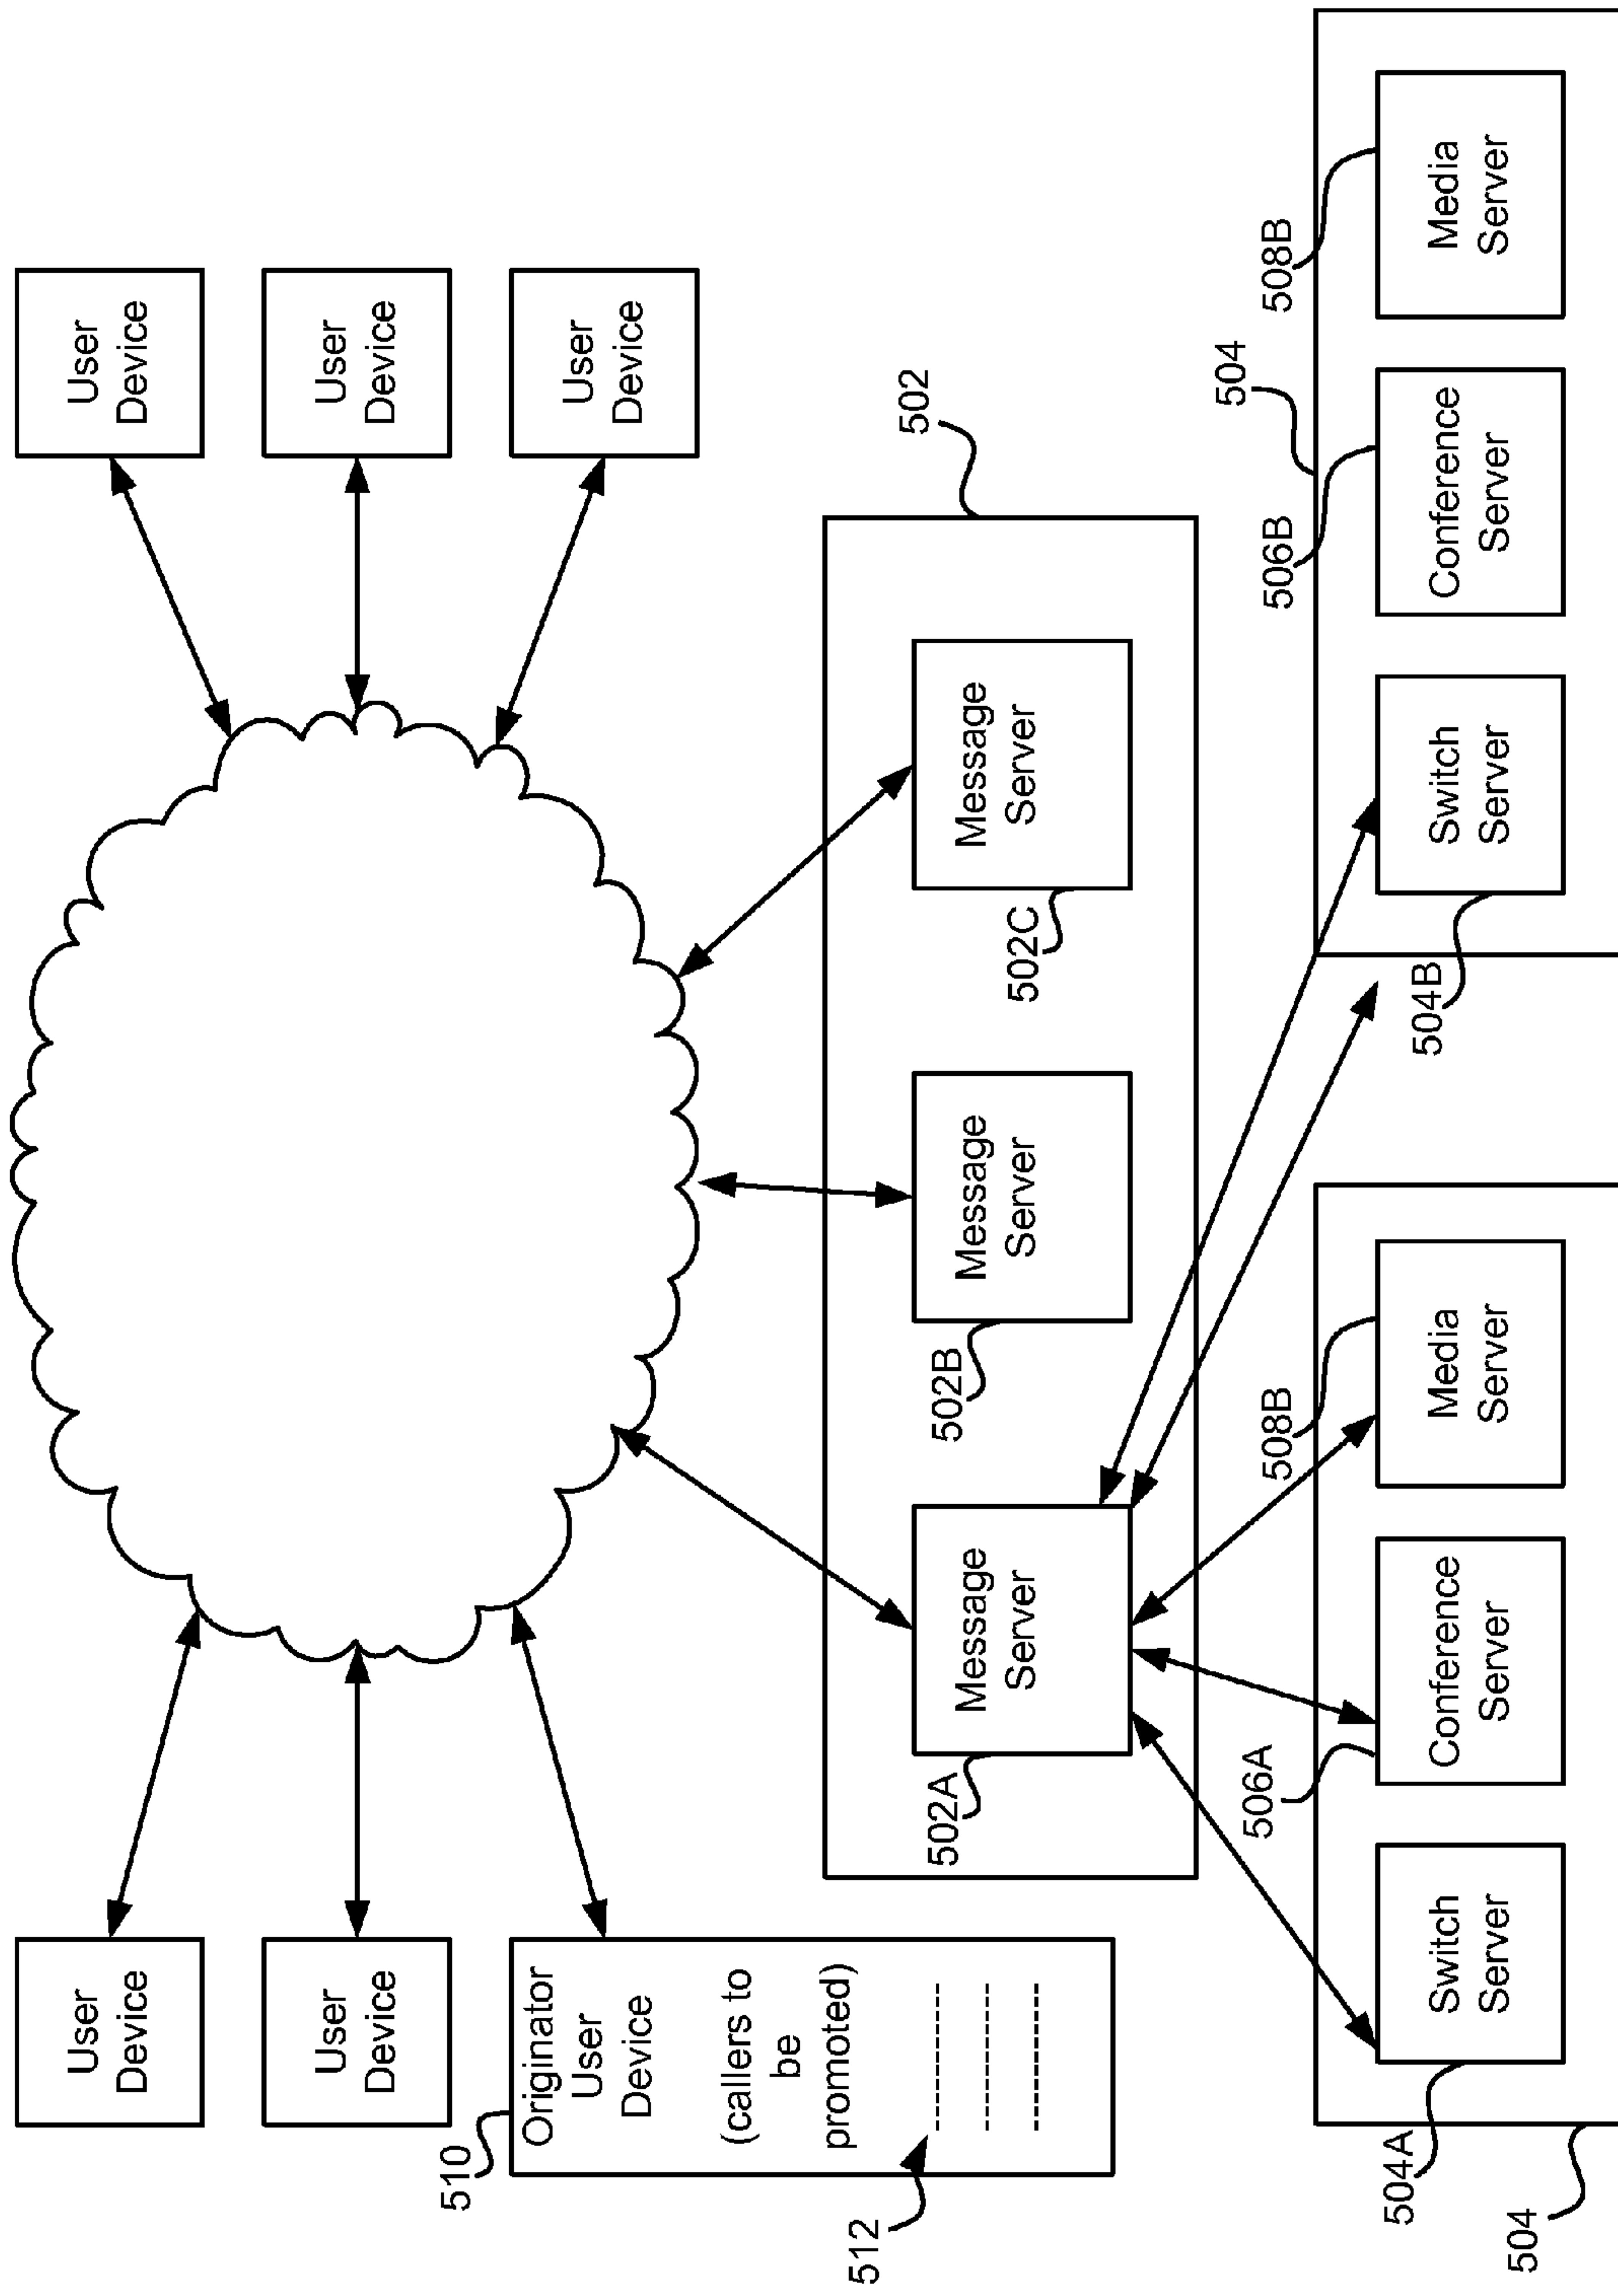 User
Device
User
Device
User
Device
User
Device
510
Originator
User
Device
(callers to
be
promoted)
512
User
Device
502
Message
Server
502A
Message
Server
502B
Message
Server
502C
504
Switch
Server
504A
Conference
Server
506A
Media
Server
508B
504
Switch
Server
504B
Conference
Server
506B
Media
Server
508B